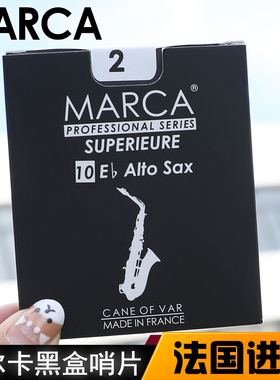 MARCA
2
MARCA®
PROFESSIONAL SERIES
SUPERIEURE
10 E♭ Alto Sax
CANE OF VAR
MADE IN FRANCE
卡黑盒哨片
法国进